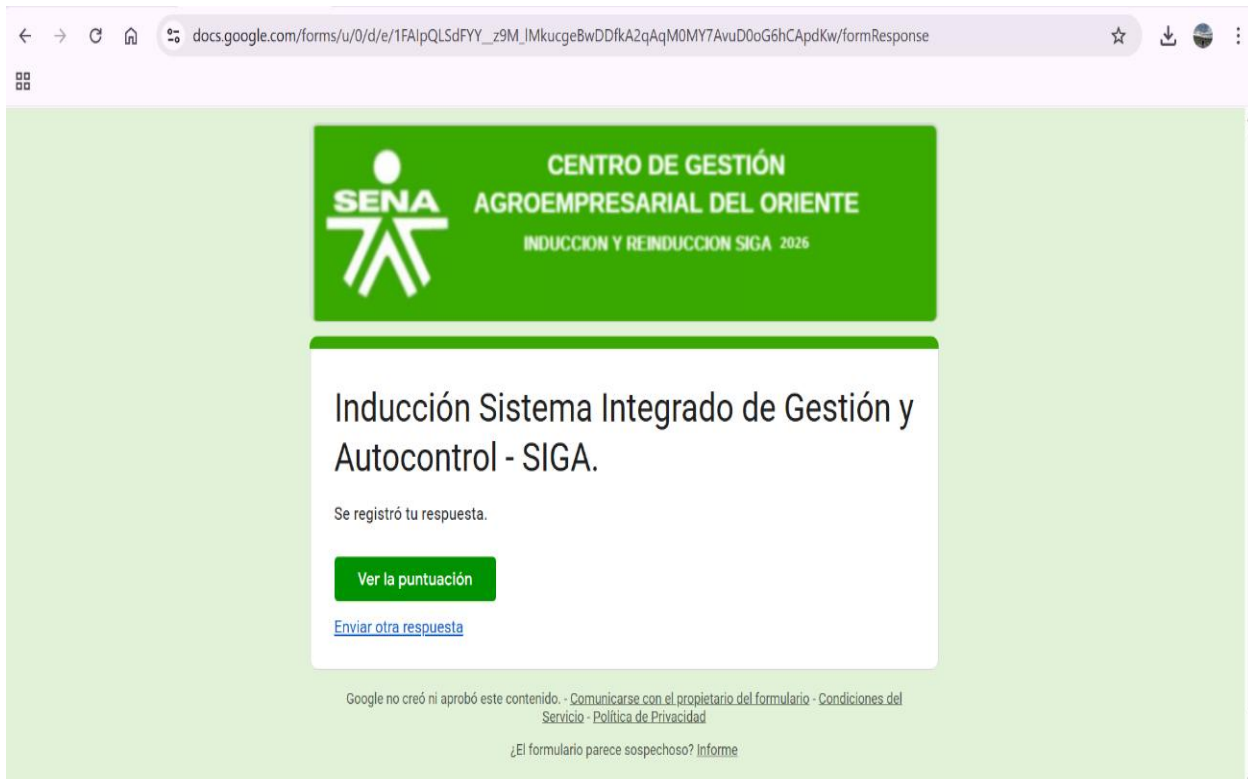 docs.google.com/forms/u/0/d/e/1FAIpQLSdFYY__z9M_lMkucgeBwDDfkA2qAqM0MY7AvuD0oG6hCApdKw/formResponse
SENA
CENTRO DE GESTIÓN
AGROEMPRESARIAL DEL ORIENTE
INDUCCION Y REINDUCCION SIGA 2026
Inducción Sistema Integrado de Gestión y
Autocontrol - SIGA.
Se registró tu respuesta.
Ver la puntuación
Enviar otra respuesta
Google no creó ni aprobó este contenido. - Comunicarse con el propietario del formulario - Condiciones del
Servicio - Política de Privacidad
¿El formulario parece sospechoso? Informe